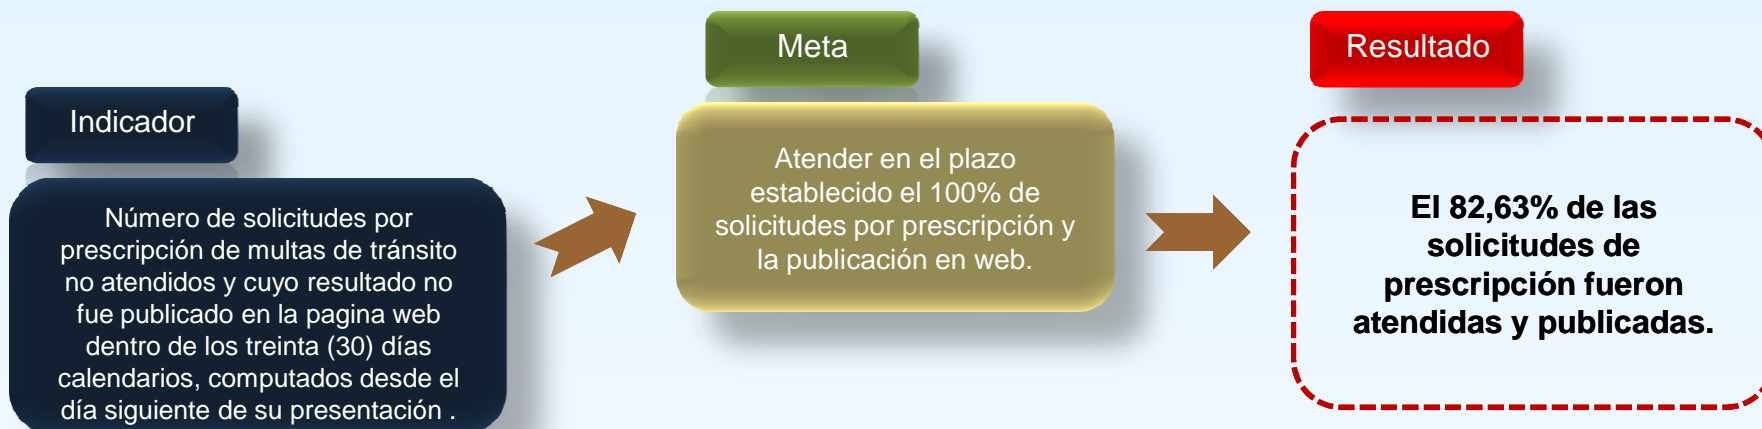 Indicador
Número de solicitudes por
prescripción de multas de tránsito
no atendidos y cuyo resultado no
fue publicado en la pagina web
dentro de los treinta (30) días
calendarios, computados desde el
día siguiente de su presentación .
Meta
Atender en el plazo
establecido el 100% de
solicitudes por prescripción y
la publicación en web.
Resultado
El 82,63% de las
solicitudes de
prescripción fueron
atendidas y publicadas.